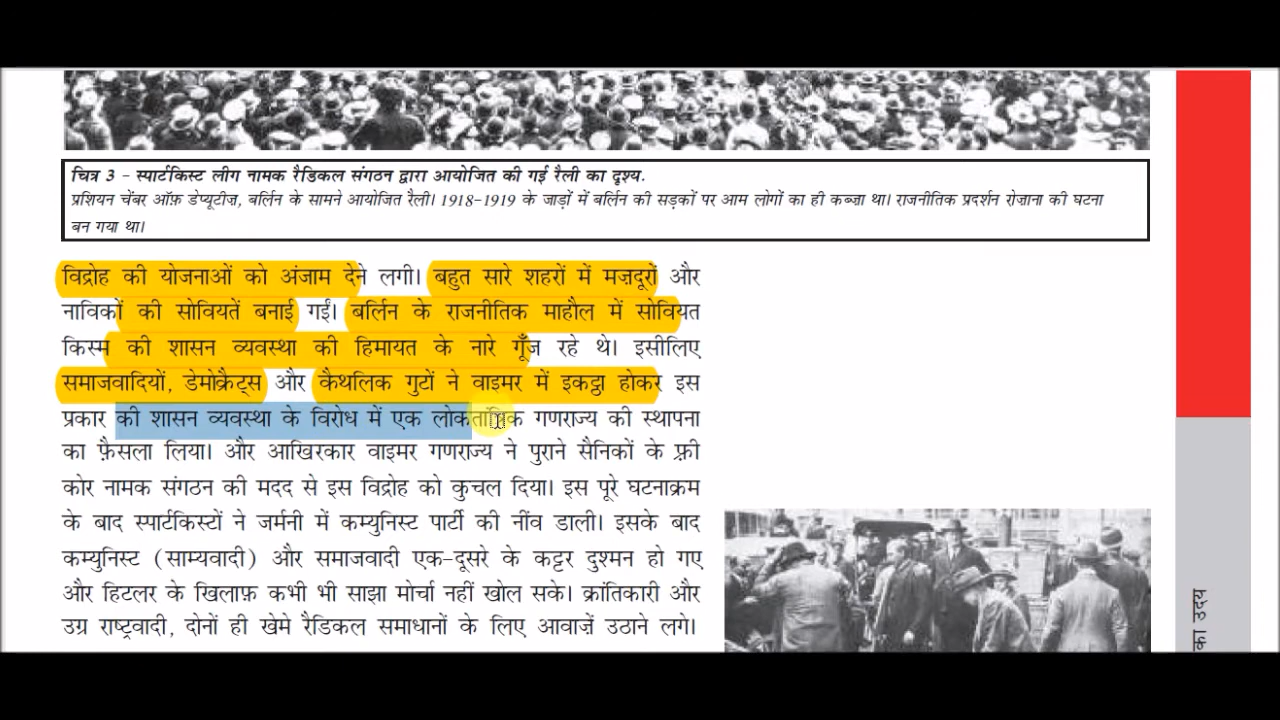 चित्र 3 – स्पार्टकिस्ट लीग नामक रैडिकल संगठन द्वारा आयोजित की गई रैली का दृश्य.
प्रशियन चेंबर ऑफ़ डेप्यूटीज, बर्लिन के सामने आयोजित रैली। 1918-1919 के जाड़ों में बर्लिन की सड़कों पर आम लोगों का ही कब्ज़ा था। राजनीतिक प्रदर्शन रोज़ाना की घटना
बन गया था।
विद्रोह की योजनाओं को अंजाम देने लगी। बहुत सारे शहरों में मज़दूरों और
नाविकों की सोवियतें बनाई गईं। बर्लिन के राजनीतिक माहौल में सोवियत
किस्म की शासन व्यवस्था की हिमायत के नारे गूँज रहे थे। इसीलिए
समाजवादियों, डेमोक्रैट्स और कैथलिक गुटों ने वाइमर में इकट्ठा होकर इस
प्रकार की शासन व्यवस्था के विरोध में एक लोकतांत्रिक गणराज्य की स्थापना
का फ़ैसला लिया। और आखिरकार वाइमर गणराज्य ने पुराने सैनिकों के फ़्री
कोर नामक संगठन की मदद से इस विद्रोह को कुचल दिया। इस पूरे घटनाक्रम
के बाद स्पार्टकिस्टों ने जर्मनी में कम्युनिस्ट पार्टी की नींव डाली। इसके बाद
कम्युनिस्ट (साम्यवादी) और समाजवादी एक-दूसरे के कट्टर दुश्मन हो गए
और हिटलर के खिलाफ़ कभी भी साझा मोर्चा नहीं खोल सके। क्रांतिकारी और
उग्र राष्ट्रवादी, दोनों ही खेमे रैडिकल समाधानों के लिए आवाज़ें उठाने लगे।
का उदय